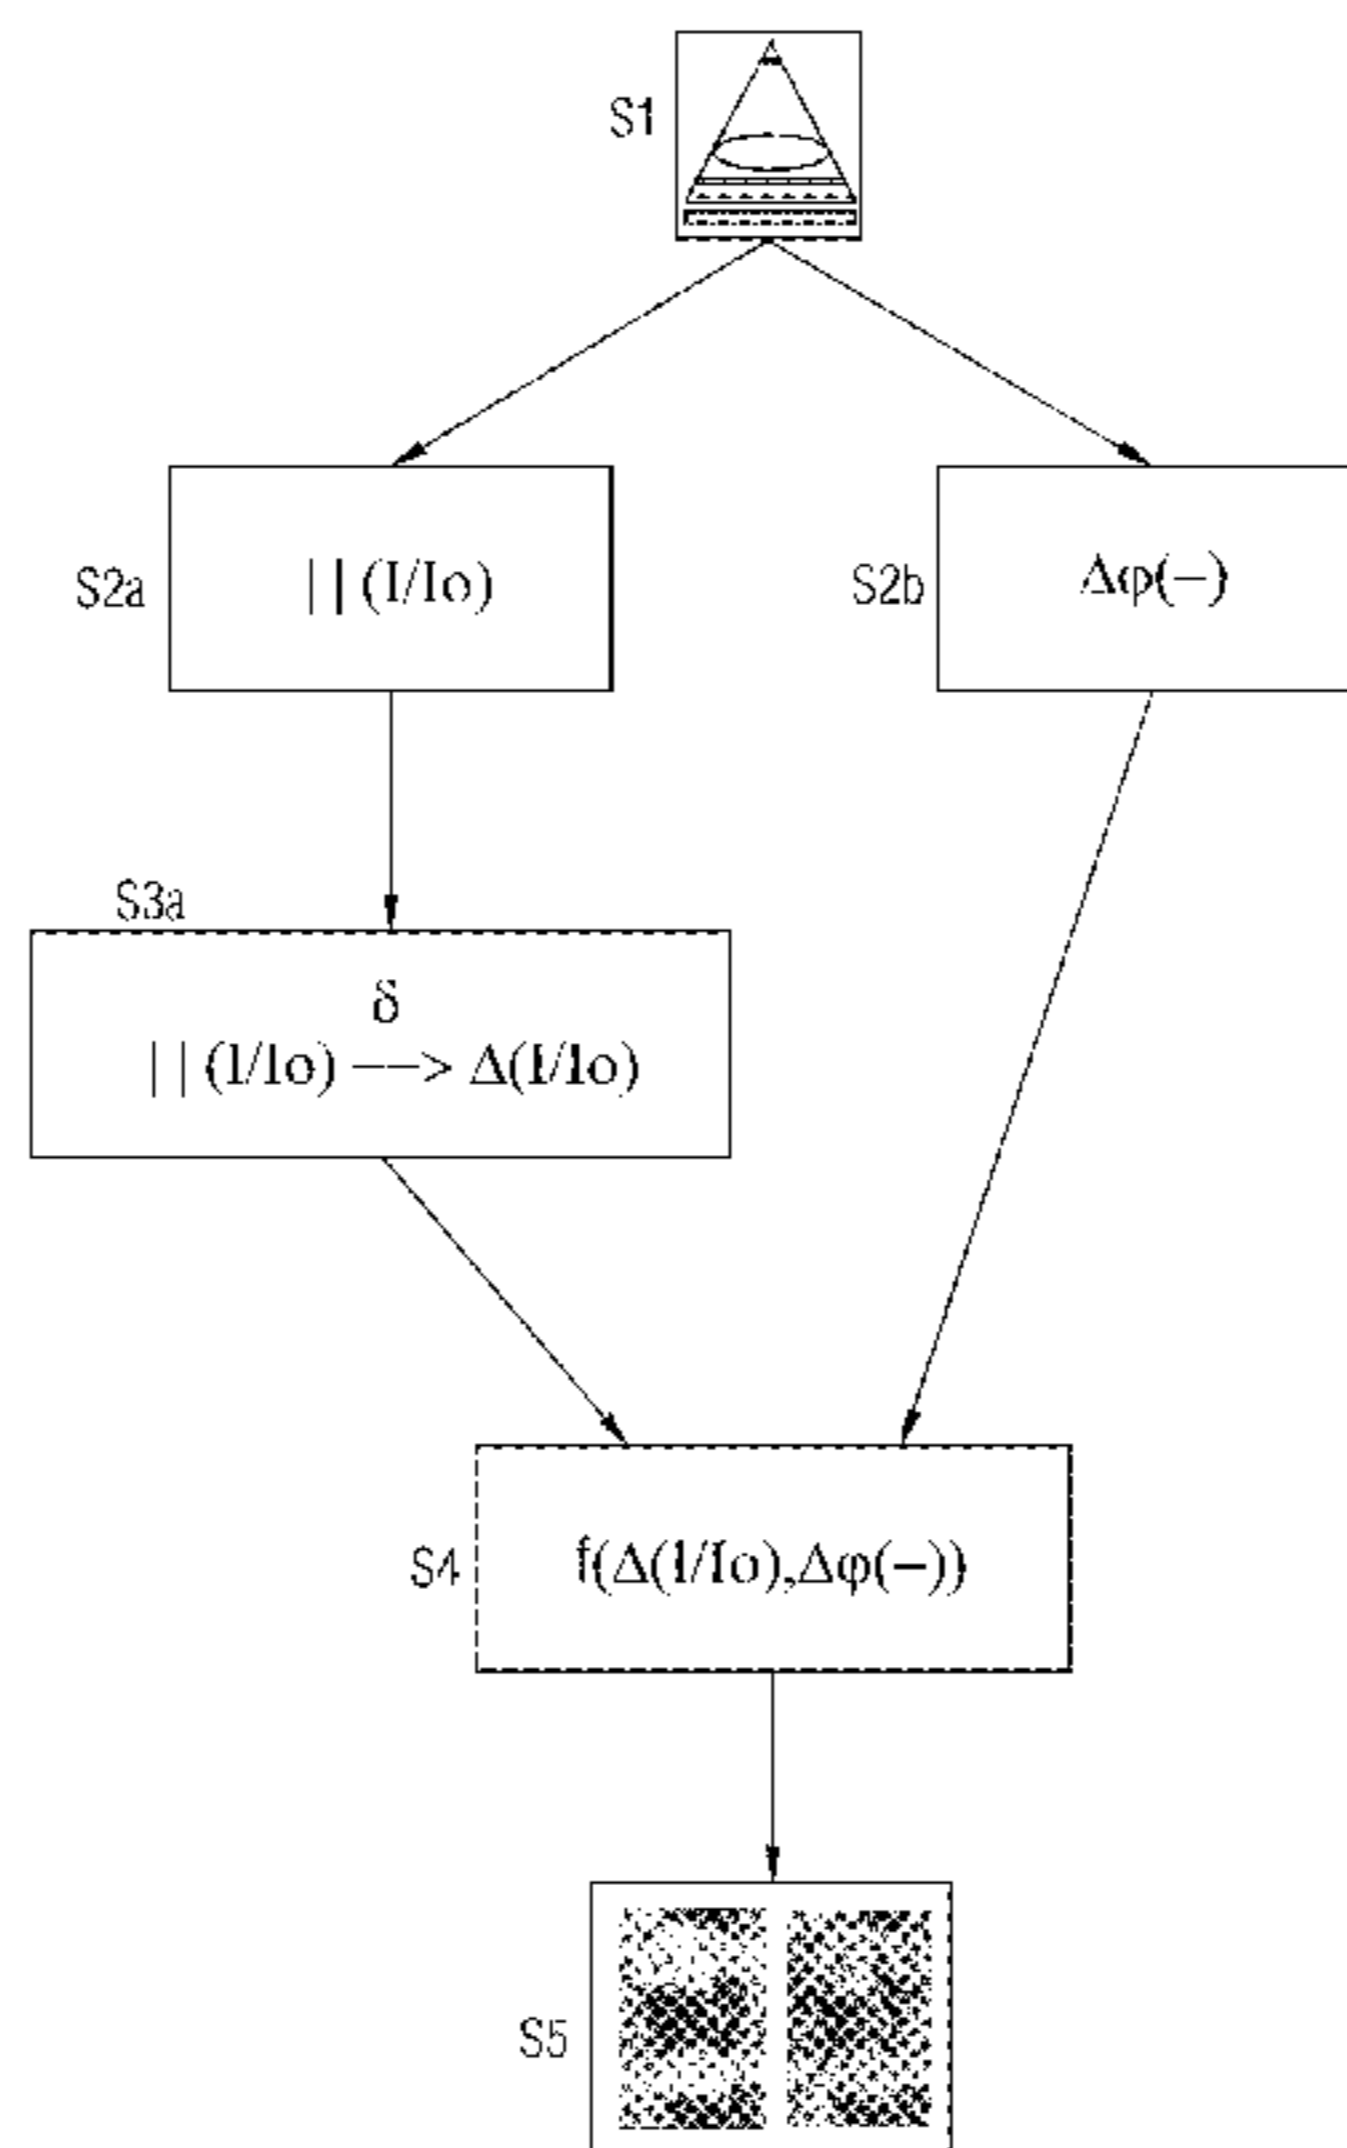 S1
S2a
| | (I/Io)
S2b
Δφ(−)
S3a
δ
| | (I/Io) −−> Δ(I/Io)
S4
f(Δ(I/Io),Δφ(−))
S5